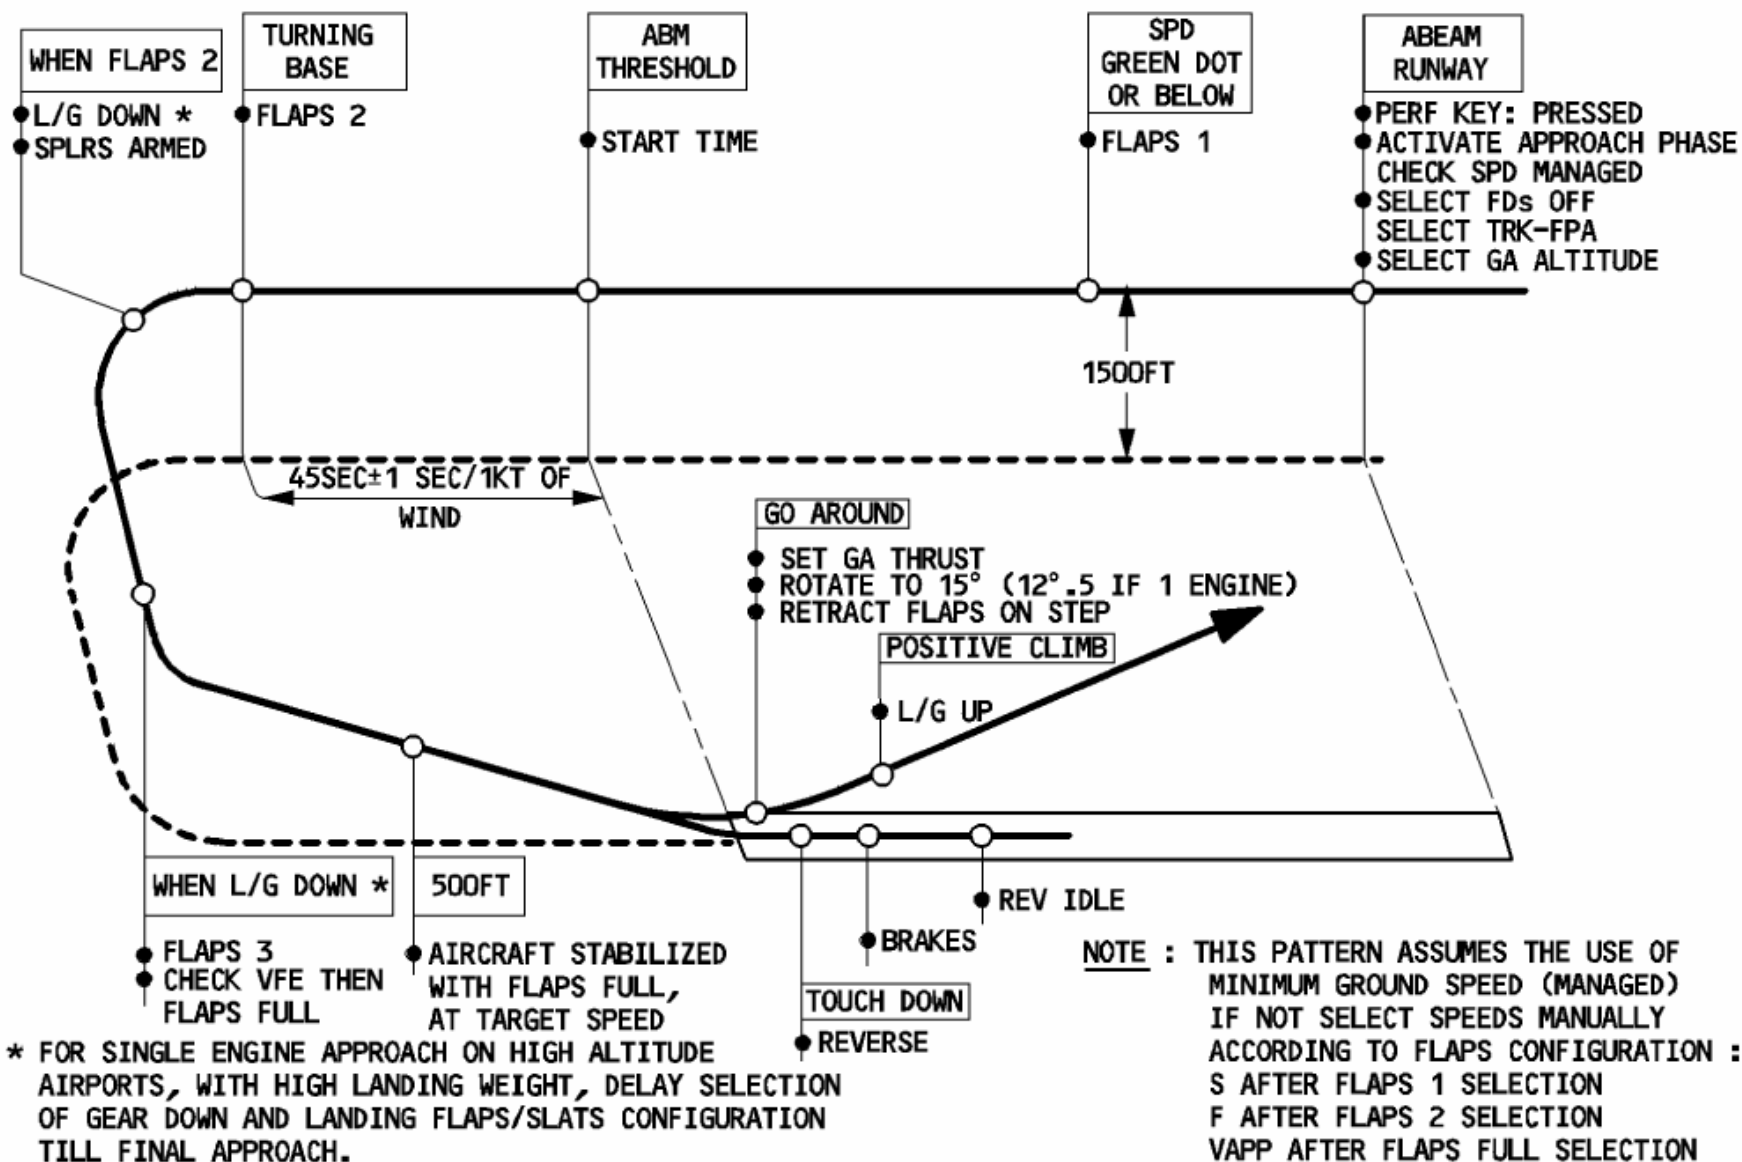 WHEN FLAPS 2
L/G DOWN *
SPLRS ARMED
TURNING
BASE
FLAPS 2
ABM
THRESHOLD
START TIME
SPD
GREEN DOT
OR BELOW
FLAPS 1
ABEAM
RUNWAY
PERF KEY: PRESSED
ACTIVATE APPROACH PHASE
CHECK SPD MANAGED
SELECT FDs OFF
SELECT TRK-FPA
SELECT GA ALTITUDE
1500FT
45SEC±1 SEC/1KT OF
WIND
GO AROUND
SET GA THRUST
ROTATE TO 15° (12°.5 IF 1 ENGINE)
RETRACT FLAPS ON STEP
POSITIVE CLIMB
L/G UP
WHEN L/G DOWN *
FLAPS 3
CHECK VFE THEN
FLAPS FULL
500FT
AIRCRAFT STABILIZED
WITH FLAPS FULL,
AT TARGET SPEED
TOUCH DOWN
REVERSE
BRAKES
REV IDLE
* FOR SINGLE ENGINE APPROACH ON HIGH ALTITUDE
AIRPORTS, WITH HIGH LANDING WEIGHT, DELAY SELECTION
OF GEAR DOWN AND LANDING FLAPS/SLATS CONFIGURATION
TILL FINAL APPROACH.
NOTE : THIS PATTERN ASSUMES THE USE OF
MINIMUM GROUND SPEED (MANAGED)
IF NOT SELECT SPEEDS MANUALLY
ACCORDING TO FLAPS CONFIGURATION :
S AFTER FLAPS 1 SELECTION
F AFTER FLAPS 2 SELECTION
VAPP AFTER FLAPS FULL SELECTION